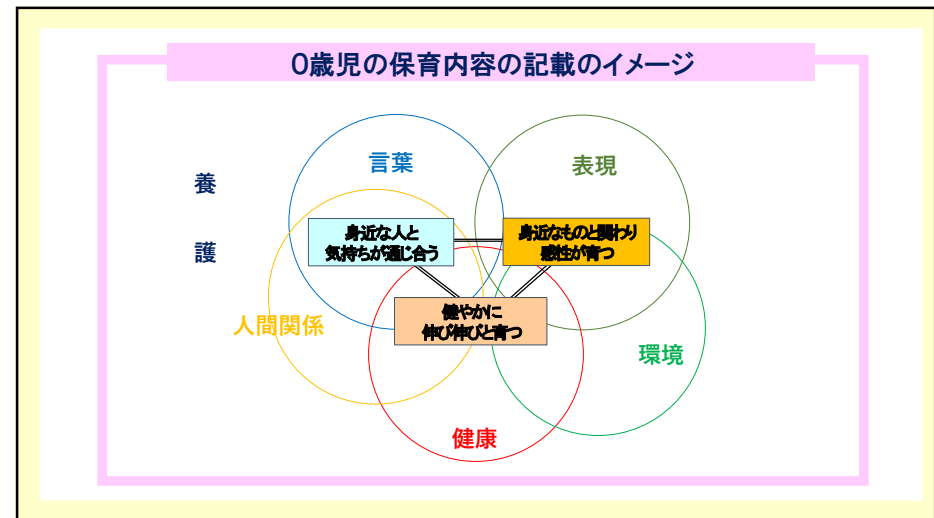 0歳児の保育内容の記載のイメージ
養
護
言葉
表現
身近な人と
気持ちが通じ合う
身近なものと関わり
感性が育つ
健やかに
伸び伸びと育つ
人間関係
環境
健康